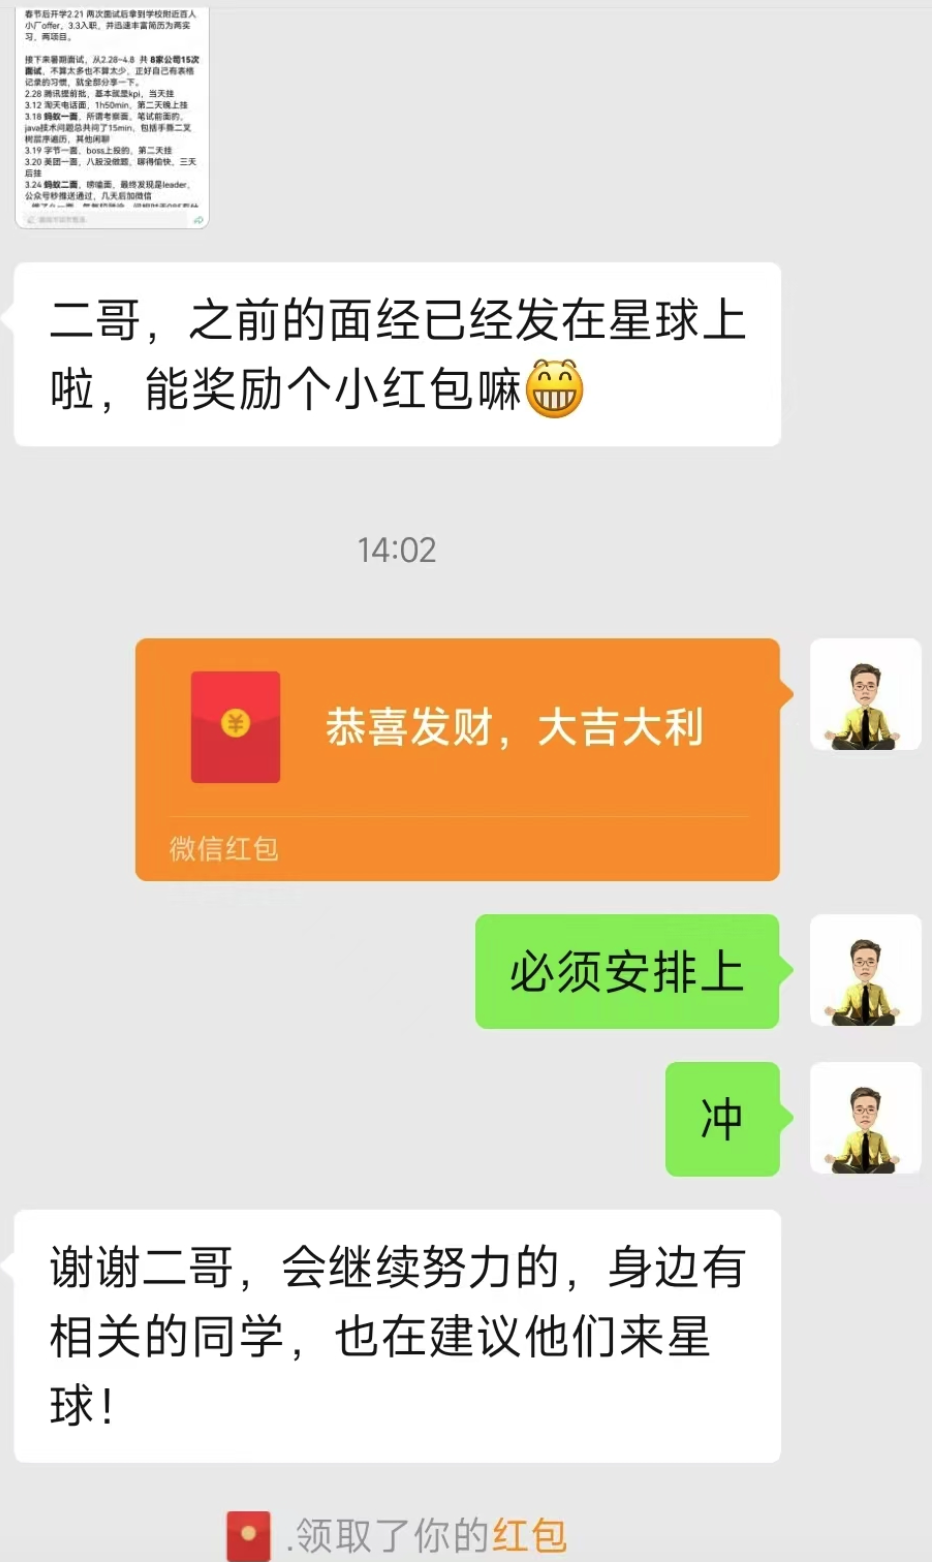 春节后开学2.21 两次面试后拿到学校附近百人
小厂offer，3.3入职，并迅速丰富简历为两实
习，两项目。
接下来暑期面试，从2.28~4.8 共 8家公司15次
面试，不算太多也不算太少，正好自己有表格
记录的习惯，就全部分享一下。
2.28 腾讯提前批，基本就是kpi，当天挂
3.12 淘天电话面，1h50min，第二天晚上挂
3.18 蚂蚁一面，所谓考察面，笔试前面的，
java技术问题总共问了15min，包括手撕二叉
树层序遍历，其他闲聊
3.19 字节一面，boss上投的，第二天挂
3.20 美团一面，八股没做题，聊得愉快，三天
后挂
3.24 蚂蚁二面，唠嗑面，最终发现是leader，
公众号秒推送通过，几天后加微信
二哥，之前的面经已经发在星球上
啦，能奖励个小红包嘛😁
14:02
恭喜发财，大吉大利
微信红包
必须安排上
冲
谢谢二哥，会继续努力的，身边有
相关的同学，也在建议他们来星
球！
.领取了你的红包